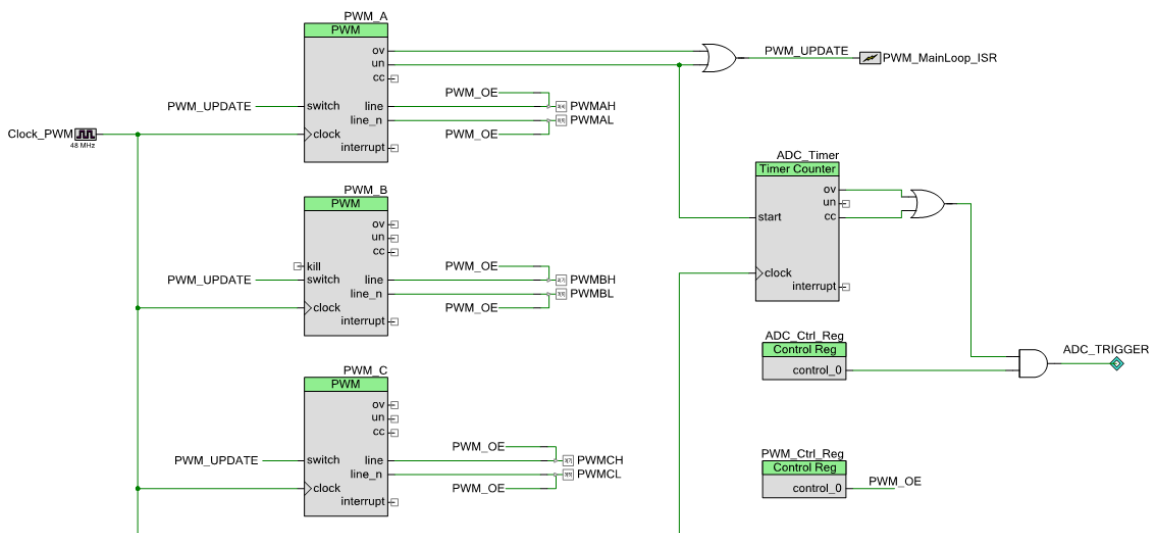 PWM_A
PWM
ov
un
cc
PWM_UPDATE
switch
line
line_n
clock
interrupt
PWM_OE
PWMAH
PWMAL
PWM_OE
Clock_PWM
48 MHz
PWM_UPDATE
PWM_MainLoop_ISR
PWM_B
PWM
ov
un
cc
kill
PWM_UPDATE
switch
line
line_n
clock
interrupt
PWM_OE
PWMBH
PWMBL
PWM_OE
PWM_C
PWM
ov
un
cc
PWM_UPDATE
switch
line
line_n
clock
interrupt
PWM_OE
PWMCH
PWMCL
PWM_OE
ADC_Timer
Timer Counter
ov
un
cc
start
clock
interrupt
ADC_Ctrl_Reg
Control Reg
control_0
ADC_TRIGGER
PWM_Ctrl_Reg
Control Reg
control_0
PWM_OE